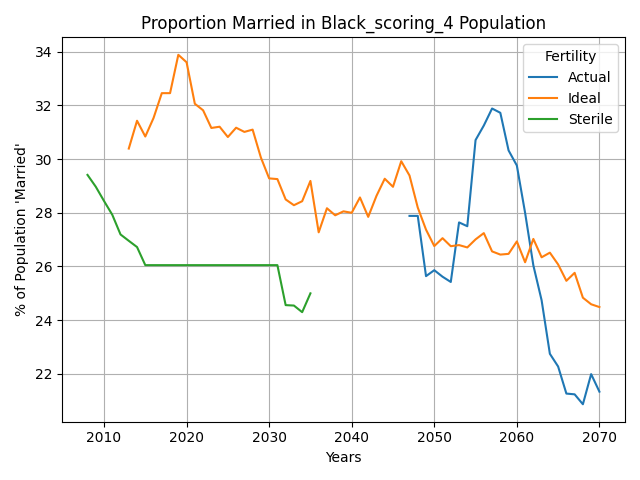 Proportion Married in Black_scoring_4 Population
% of Population 'Married'
34
32
30
28
26
24
22
Fertility
Actual
Ideal
Sterile
2010 2020 2030 2040 2050 2060 2070
Years